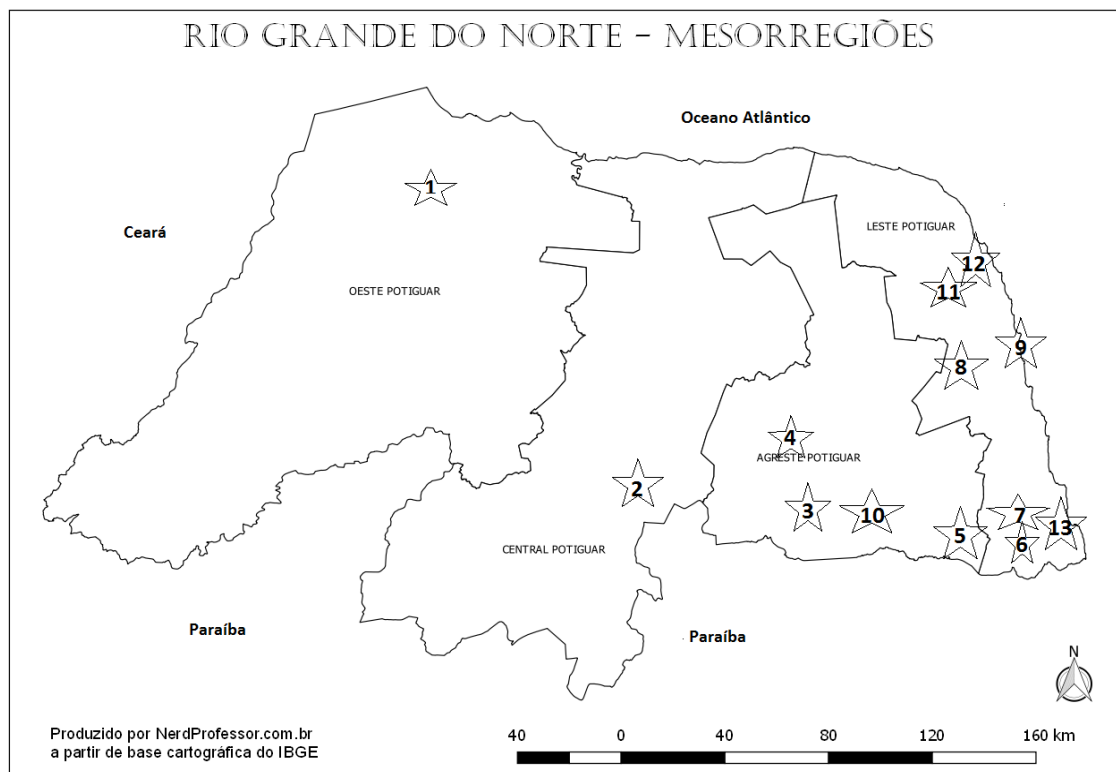 RIO GRANDE DO NORTE – MESORREGIÕES
Oceano Atlântico
1
Ceará
LESTE POTIGUAR
12
11
OESTE POTIGUAR
9
8
4
AGRESTE POTIGUAR
2
3
10
7
13
5
6
CENTRAL POTIGUAR
Paraíba
Paraíba
N
Produzido por NerdProfessor.com.br
a partir de base cartográfica do IBGE
40 0 40 80 120 160 km